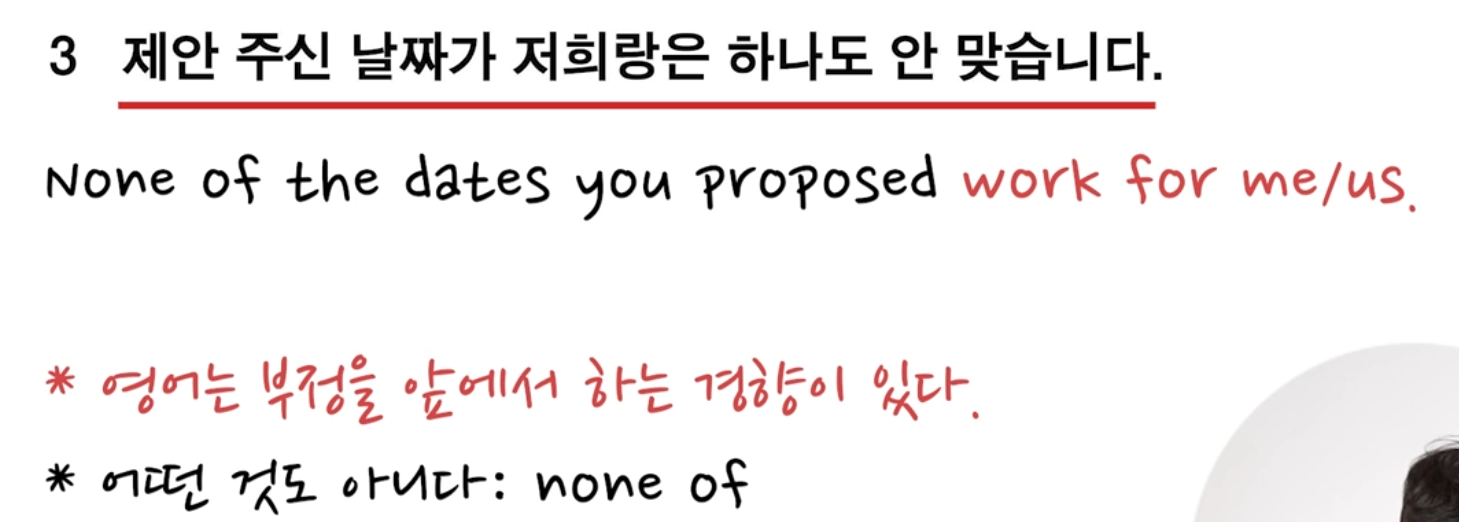 3 제안 주신 날짜가 저희랑은 하나도 안 맞습니다.
None of the dates you proposed work for me/us.
* 영어는 부정을 앞에서 하는 경향이 있다.
* 어떤 것도 아니다: none of